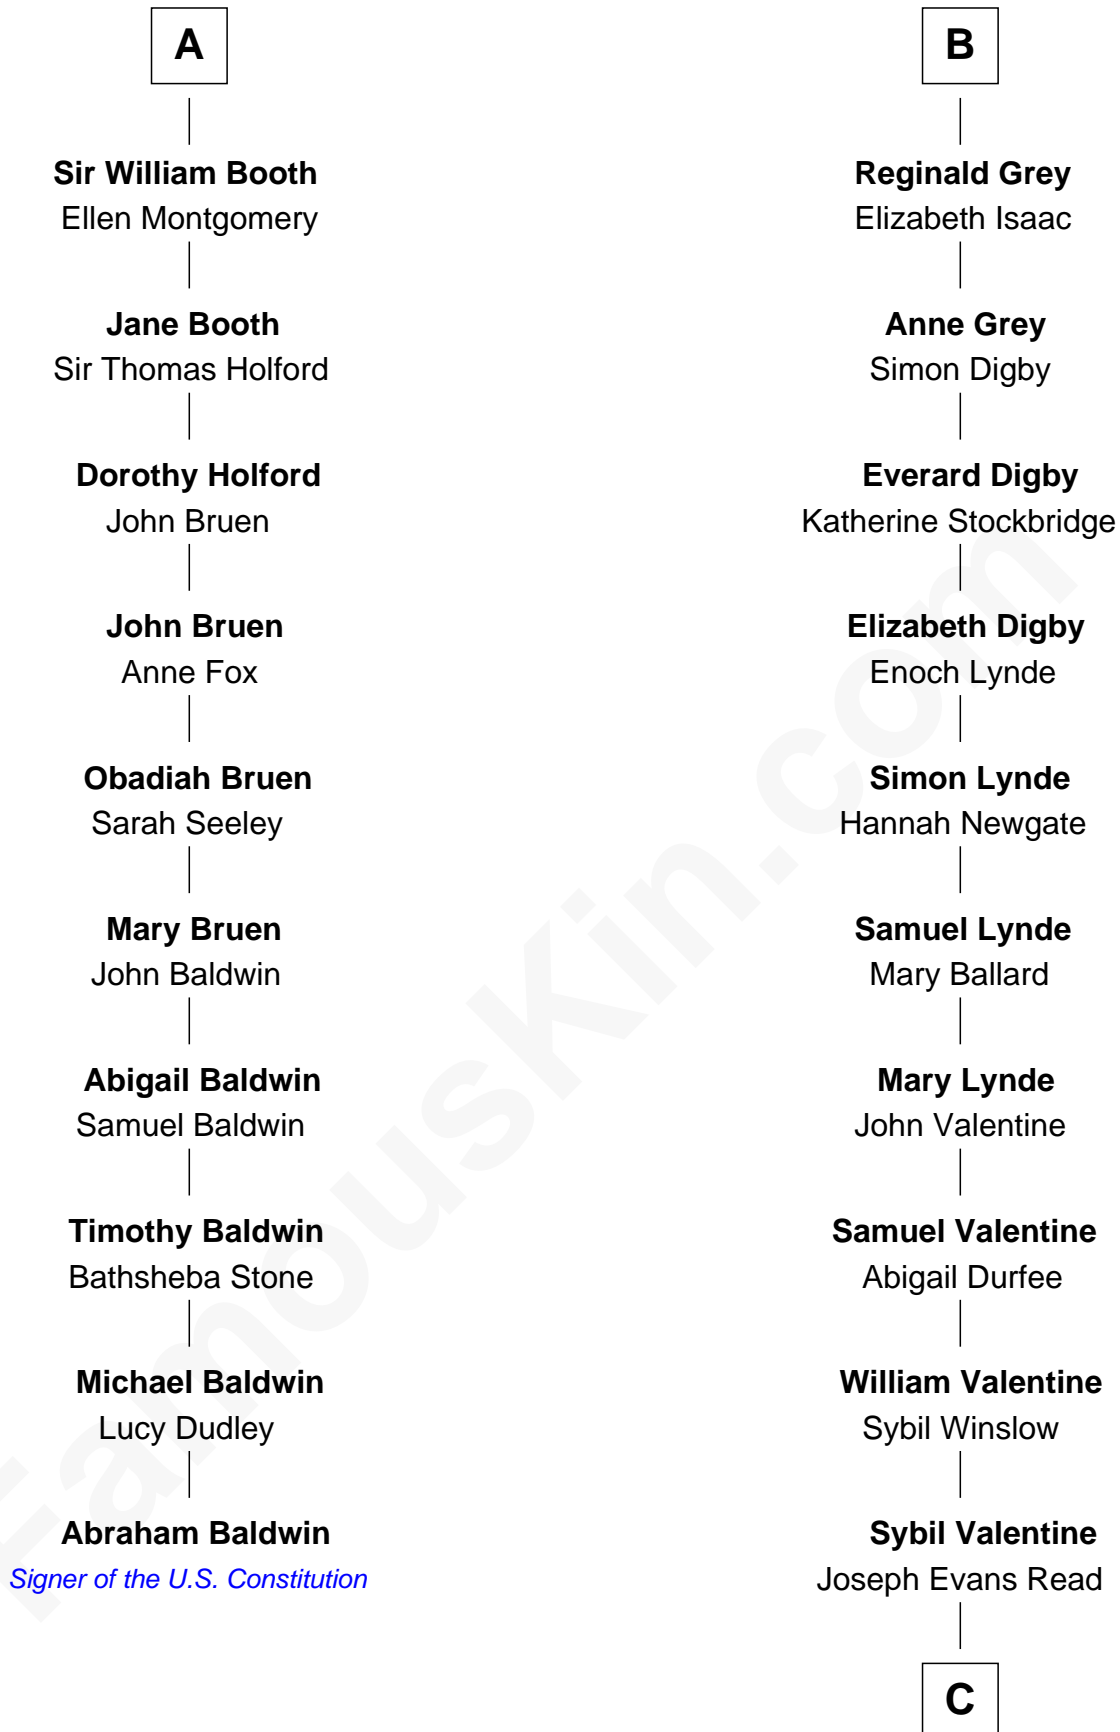 A
Sir William Booth
Ellen Montgomery
Jane Booth
Sir Thomas Holford
Dorothy Holford
John Bruen
John Bruen
Anne Fox
Obadiah Bruen
Sarah Seeley
Mary Bruen
John Baldwin
Abigail Baldwin
Samuel Baldwin
Timothy Baldwin
Bathsheba Stone
Michael Baldwin
Lucy Dudley
Abraham Baldwin
Signer of the U.S. Constitution
B
Reginald Grey
Elizabeth Isaac
Anne Grey
Simon Digby
Everard Digby
Katherine Stockbridge
Elizabeth Digby
Enoch Lynde
Simon Lynde
Hannah Newgate
Samuel Lynde
Mary Ballard
Mary Lynde
John Valentine
Samuel Valentine
Abigail Durfee
William Valentine
Sybil Winslow
Sybil Valentine
Joseph Evans Read
C
FamousKin.com